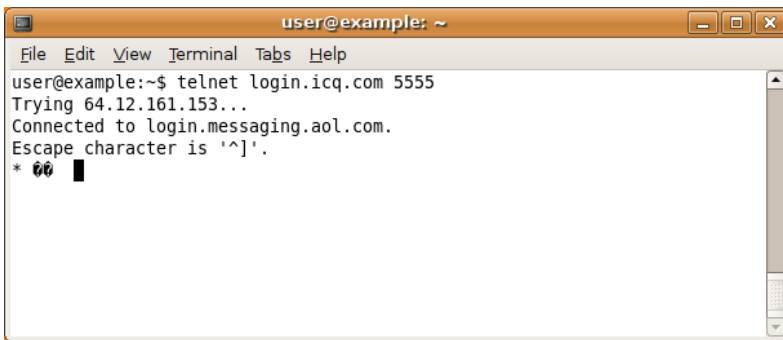 user@example: ~
File Edit View Terminal Tabs Help
user@example:~$ telnet login.icq.com 5555
Trying 64.12.161.153...
Connected to login.messaging.aol.com.
Escape character is '^]'.
* ��